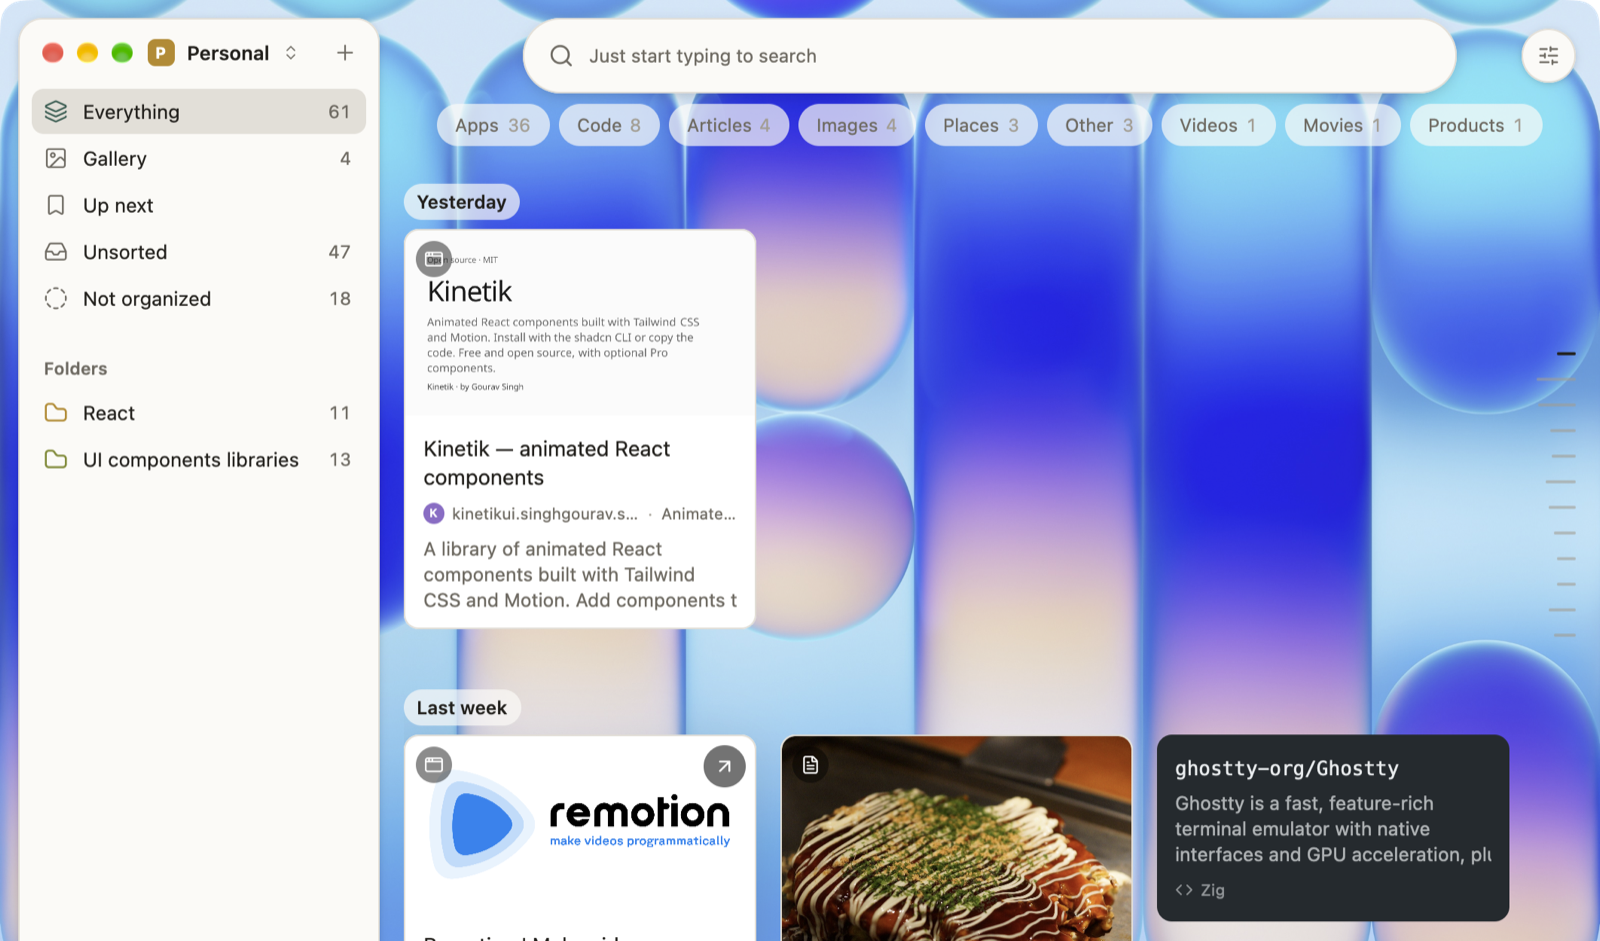 P Personal
Everything 61
Gallery 4
Up next
Unsorted 47
Not organized 18
Folders
React 11
UI components libraries 13
Just start typing to search
Apps 36
Code 8
Articles 4
Images 4
Places 3
Other 3
Videos 1
Movies 1
Products 1
Yesterday
Open source · MIT
Kinetik
Animated React components built with Tailwind CSS
and Motion. Install with the shadcn CLI or copy the
code. Free and open source, with optional Pro
components.
Kinetik · by Gourav Singh
Kinetik — animated React
components
K kinetikui.singhgourav.s... · Animate...
A library of animated React
components built with Tailwind
CSS and Motion. Add components t
Last week
remotion
make videos programmatically
ghostty-org/Ghostty
Ghostty is a fast, feature-rich
terminal emulator with native
interfaces and GPU acceleration, plu
<> Zig